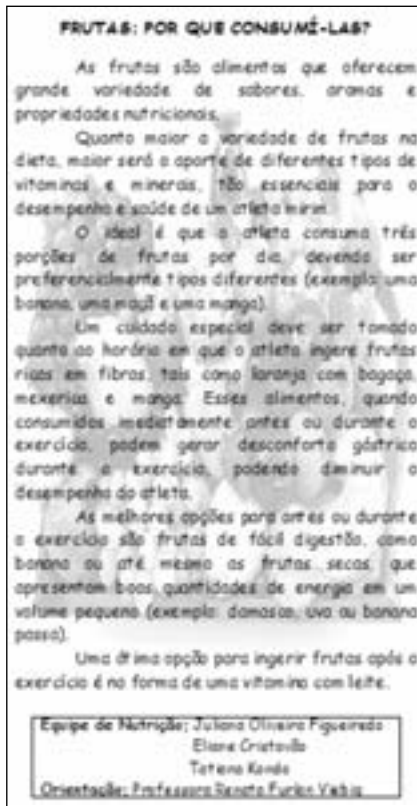 FRUTAS: POR QUE CONSUMÍ-LAS?
As frutas são alimentos que oferecem
grande variedade de sabores, aromas e
propriedades nutricionais.
Quanto maior a variedade de frutas na
dieta, maior será o aporte de diferentes tipos de
vitaminas e minerais, tão essenciais para o
desempenho e saúde de um atleta mirim.
O ideal é que o atleta consuma três
porções de frutas por dia, devendo ser
preferencialmente tipos diferentes (exemplo: uma
banana, uma maçã e uma manga).
Um cuidado especial deve ser tomado
quanto ao horário em que o atleta ingere frutas
ricas em fibras, tais como laranja com bagaço,
mexerica e manga. Esses alimentos, quando
consumidos imediatamente antes ou durante o
exercício, podem gerar desconforto gástrico
durante o exercício, podendo diminuir o
desempenho do atleta.
As melhores opções para antes ou durante
o exercício são frutas de fácil digestão, como
banana ou até mesmo as frutas secas que
apresentam boas quantidades de energia em um
volume pequeno (exemplo: damasco, uva ou banana
passa).
Uma ótima opção para ingerir frutas após o
exercício é na forma de uma vitamina com leite.
Equipe de Nutrição: Juliana Oliveira Figueiredo
Eliane Cristovão
Tatiana Kondo
Orientação: Professora Renata Furlan